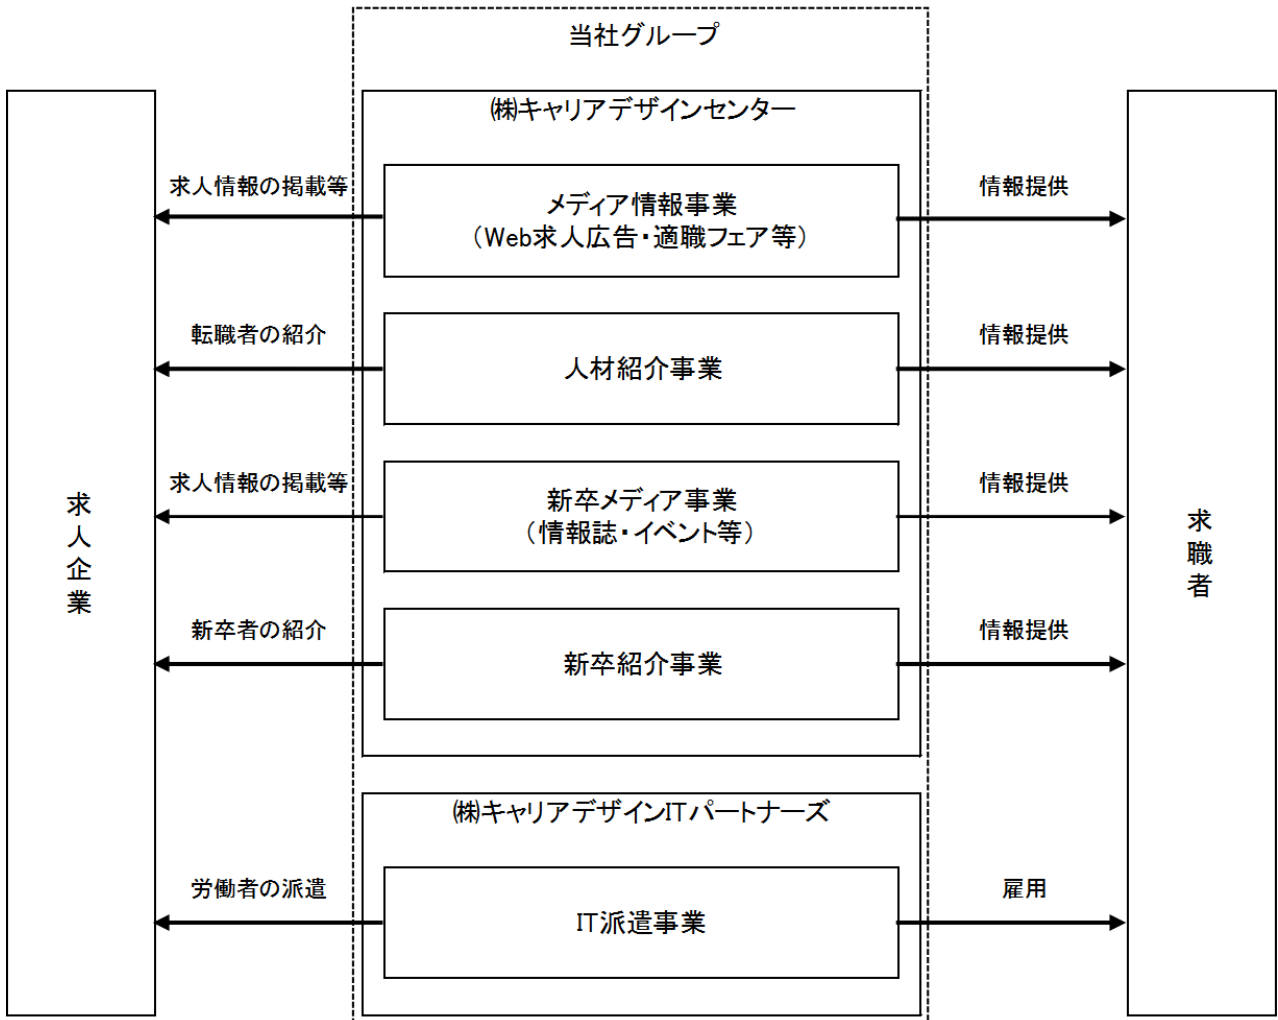 当社グループ
㈱キャリアデザインセンター
求人情報の掲載等
メディア情報事業
（Web求人広告・適職フェア等）
情報提供
転職者の紹介
人材紹介事業
情報提供
求人情報の掲載等
新卒メディア事業
（情報誌・イベント等）
情報提供
求人企業
求職者
新卒者の紹介
新卒紹介事業
情報提供
㈱キャリアデザインITパートナーズ
労働者の派遣
IT派遣事業
雇用